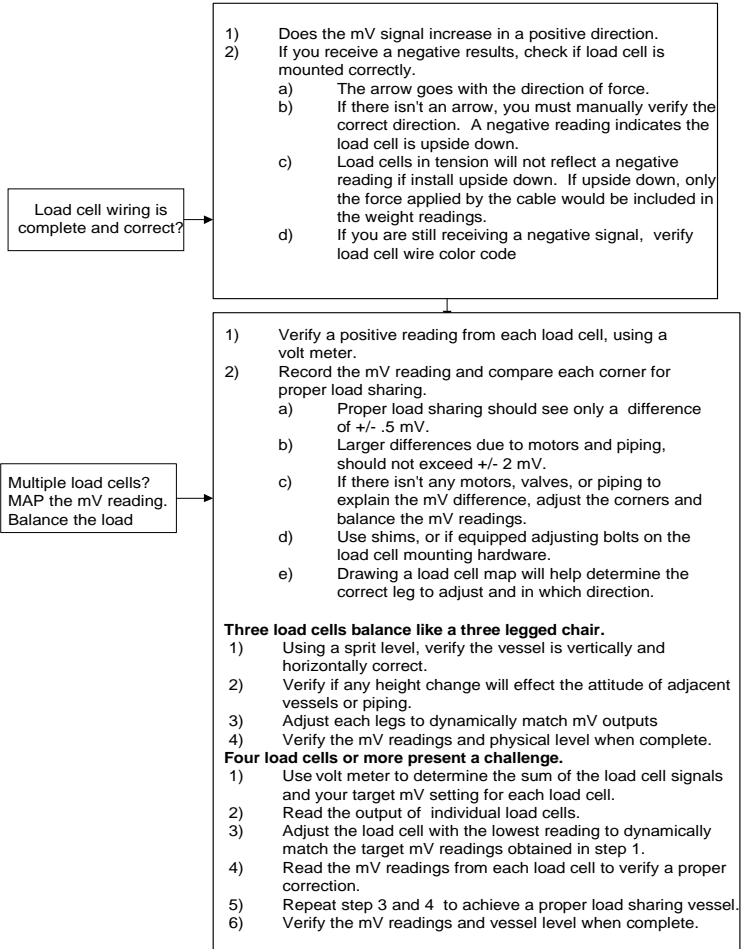 1) Does the mV signal increase in a positive direction.
2) If you receive a negative results, check if load cell is
mounted correctly.
a) The arrow goes with the direction of force.
b) If there isn't an arrow, you must manually verify the
correct direction. A negative reading indicates the
load cell is upside down.
c) Load cells in tension will not reflect a negative
reading if install upside down. If upside down, only
the force applied by the cable would be included in
the weight readings.
d) If you are still receiving a negative signal, verify
load cell wire color code
Load cell wiring is
complete and correct?
1) Verify a positive reading from each load cell, using a
volt meter.
2) Record the mV reading and compare each corner for
proper load sharing.
a) Proper load sharing should see only a difference
of +/- .5 mV.
b) Larger differences due to motors and piping,
should not exceed +/- 2 mV.
c) If there isn't any motors, valves, or piping to
explain the mV difference, adjust the corners and
balance the mV readings.
d) Use shims, or if equipped adjusting bolts on the
load cell mounting hardware.
e) Drawing a load cell map will help determine the
correct leg to adjust and in which direction.
Multiple load cells?
MAP the mV reading.
Balance the load
Three load cells balance like a three legged chair.
1) Using a sprit level, verify the vessel is vertically and
horizontally correct.
2) Verify if any height change will effect the attitude of adjacent
vessels or piping.
3) Adjust each legs to dynamically match mV outputs
4) Verify the mV readings and physical level when complete.
Four load cells or more present a challenge.
1) Use volt meter to determine the sum of the load cell signals
and your target mV setting for each load cell.
2) Read the output of individual load cells.
3) Adjust the load cell with the lowest reading to dynamically
match the target mV readings obtained in step 1.
4) Read the mV readings from each load cell to verify a proper
correction.
5) Repeat step 3 and 4 to achieve a proper load sharing vessel.
6) Verify the mV readings and vessel level when complete.